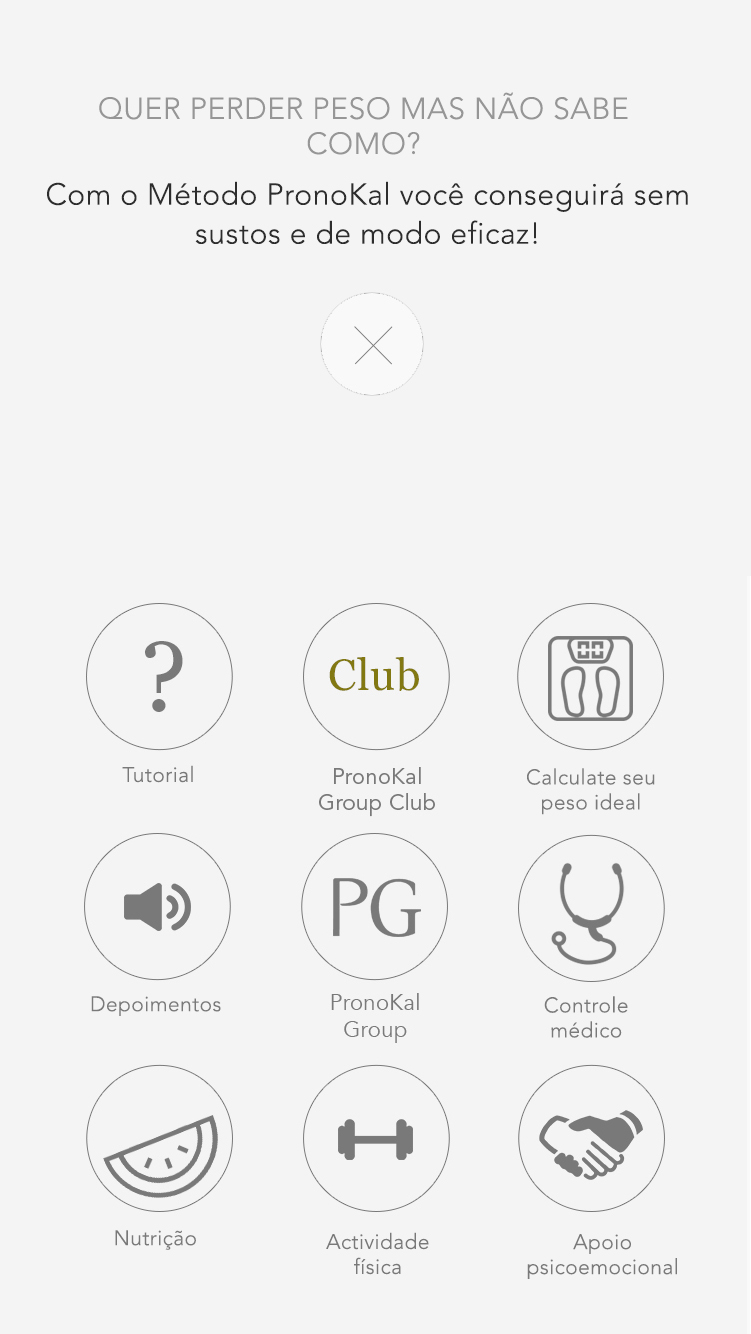 QUER PERDER PESO MAS NÃO SABE
COMO?
Com o Método PronoKal você conseguirá sem
sustos e de modo eficaz!
?
Club
Tutorial
PronoKal
Group Club
Calculate seu
peso ideal
PG
Depoimentos
PronoKal
Group
Controle
médico
Nutrição
Actividade
física
Apoio
psicoemocional